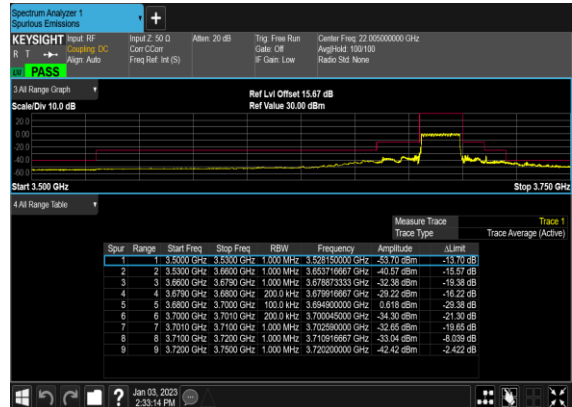 Spectrum Analyzer 1
Spurious Emissions
+
KEYSIGHT Input: RF Input Z: 50 Ω Atten: 20 dB Trig: Free Run Center Freq: 22.005000000 GHz
R T Coupling: DC Corr CCorr Gate: Off Avg|Hold: 100/100
Align: Auto Freq Ref: Int (S) IF Gain: Low Radio Std: None
PASS
3 All Range Graph
Ref Lvl Offset 15.67 dB
Scale/Div 10.0 dB Ref Value 30.00 dBm
20.0
0.00
-20.0
-40.0
-60.0
Start 3.500 GHz Stop 3.750 GHz
4 All Range Table
Measure Trace Trace 1
Trace Type Trace Average (Active)
Spur Range Start Freq Stop Freq RBW Frequency Amplitude ΔLimit
1 1 3.5000 GHz 3.5300 GHz 1.000 MHz 3.528150000 GHz -53.70 dBm -13.70 dB
2 2 3.5300 GHz 3.6600 GHz 1.000 MHz 3.653716667 GHz -40.57 dBm -15.57 dB
3 3 3.6600 GHz 3.6790 GHz 1.000 MHz 3.678873333 GHz -32.38 dBm -19.38 dB
4 4 3.6790 GHz 3.6800 GHz 200.0 kHz 3.679916667 GHz -29.22 dBm -16.22 dB
5 5 3.6800 GHz 3.7000 GHz 100.0 kHz 3.694900000 GHz 0.618 dBm -29.38 dB
6 6 3.7000 GHz 3.7010 GHz 200.0 kHz 3.700045000 GHz -34.30 dBm -21.30 dB
7 7 3.7010 GHz 3.7100 GHz 1.000 MHz 3.702590000 GHz -32.65 dBm -19.65 dB
8 8 3.7100 GHz 3.7200 GHz 1.000 MHz 3.710916667 GHz -33.04 dBm -8.039 dB
9 9 3.7200 GHz 3.7500 GHz 1.000 MHz 3.720200000 GHz -42.42 dBm -2.422 dB
? Jan 03, 2023
2:33:14 PM